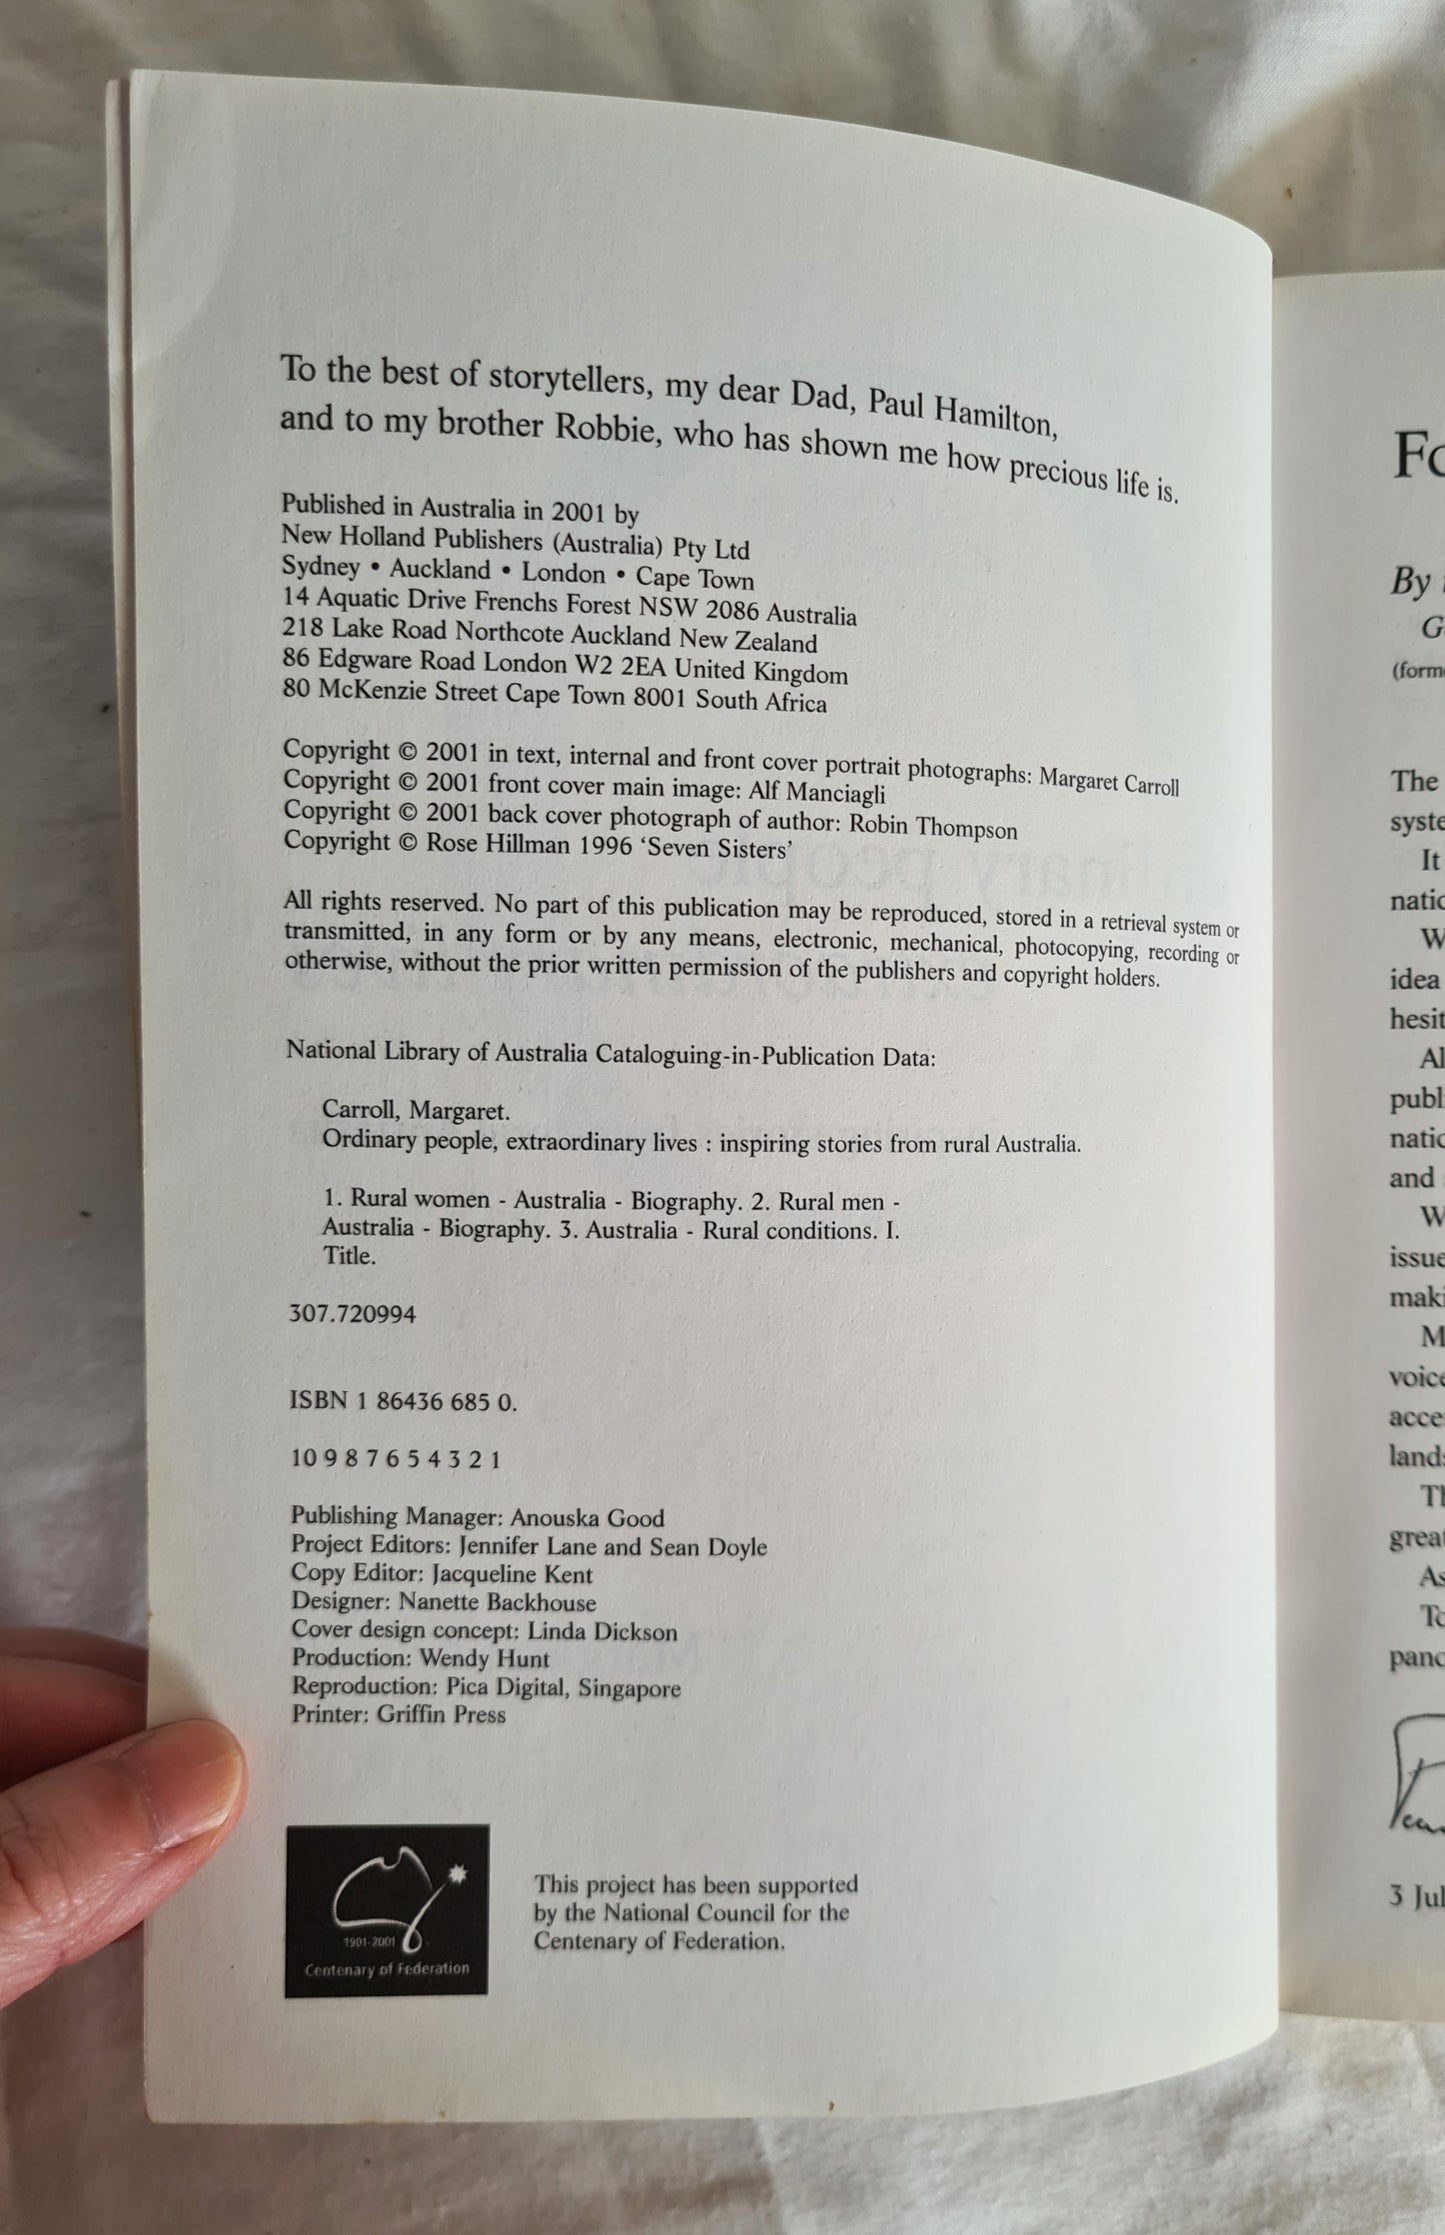 To the best of storytellers, my dear Dad, Paul Hamilton,
and to my brother Robbie, who has shown me how precious life is.
Published in Australia in 2001 by
New Holland Publishers (Australia) Pty Ltd
Sydney • Auckland • London • Cape Town
14 Aquatic Drive Frenchs Forest NSW 2086 Australia
218 Lake Road Northcote Auckland New Zealand
86 Edgware Road London W2 2EA United Kingdom
80 McKenzie Street Cape Town 8001 South Africa
Copyright © 2001 in text, internal and front cover portrait photographs: Margaret Carroll
Copyright © 2001 front cover main image: Alf Manciagli
Copyright © 2001 back cover photograph of author: Robin Thompson
Copyright © Rose Hillman 1996 ‘Seven Sisters’
All rights reserved. No part of this publication may be reproduced, stored in a retrieval system or
transmitted, in any form or by any means, electronic, mechanical, photocopying, recording or
otherwise, without the prior written permission of the publishers and copyright holders.
National Library of Australia Cataloguing-in-Publication Data:
Carroll, Margaret.
Ordinary people, extraordinary lives : inspiring stories from rural Australia.
1. Rural women - Australia - Biography. 2. Rural men -
Australia - Biography. 3. Australia - Rural conditions. I.
Title.
307.720994
ISBN 1 86436 685 0.
10 9 8 7 6 5 4 3 2 1
Publishing Manager: Anouska Good
Project Editors: Jennifer Lane and Sean Doyle
Copy Editor: Jacqueline Kent
Designer: Nanette Backhouse
Cover design concept: Linda Dickson
Production: Wendy Hunt
Reproduction: Pica Digital, Singapore
Printer: Griffin Press
1901-2001
Centenary of Federation
This project has been supported
by the National Council for the
Centenary of Federation.
By
The
It
idea
and
3